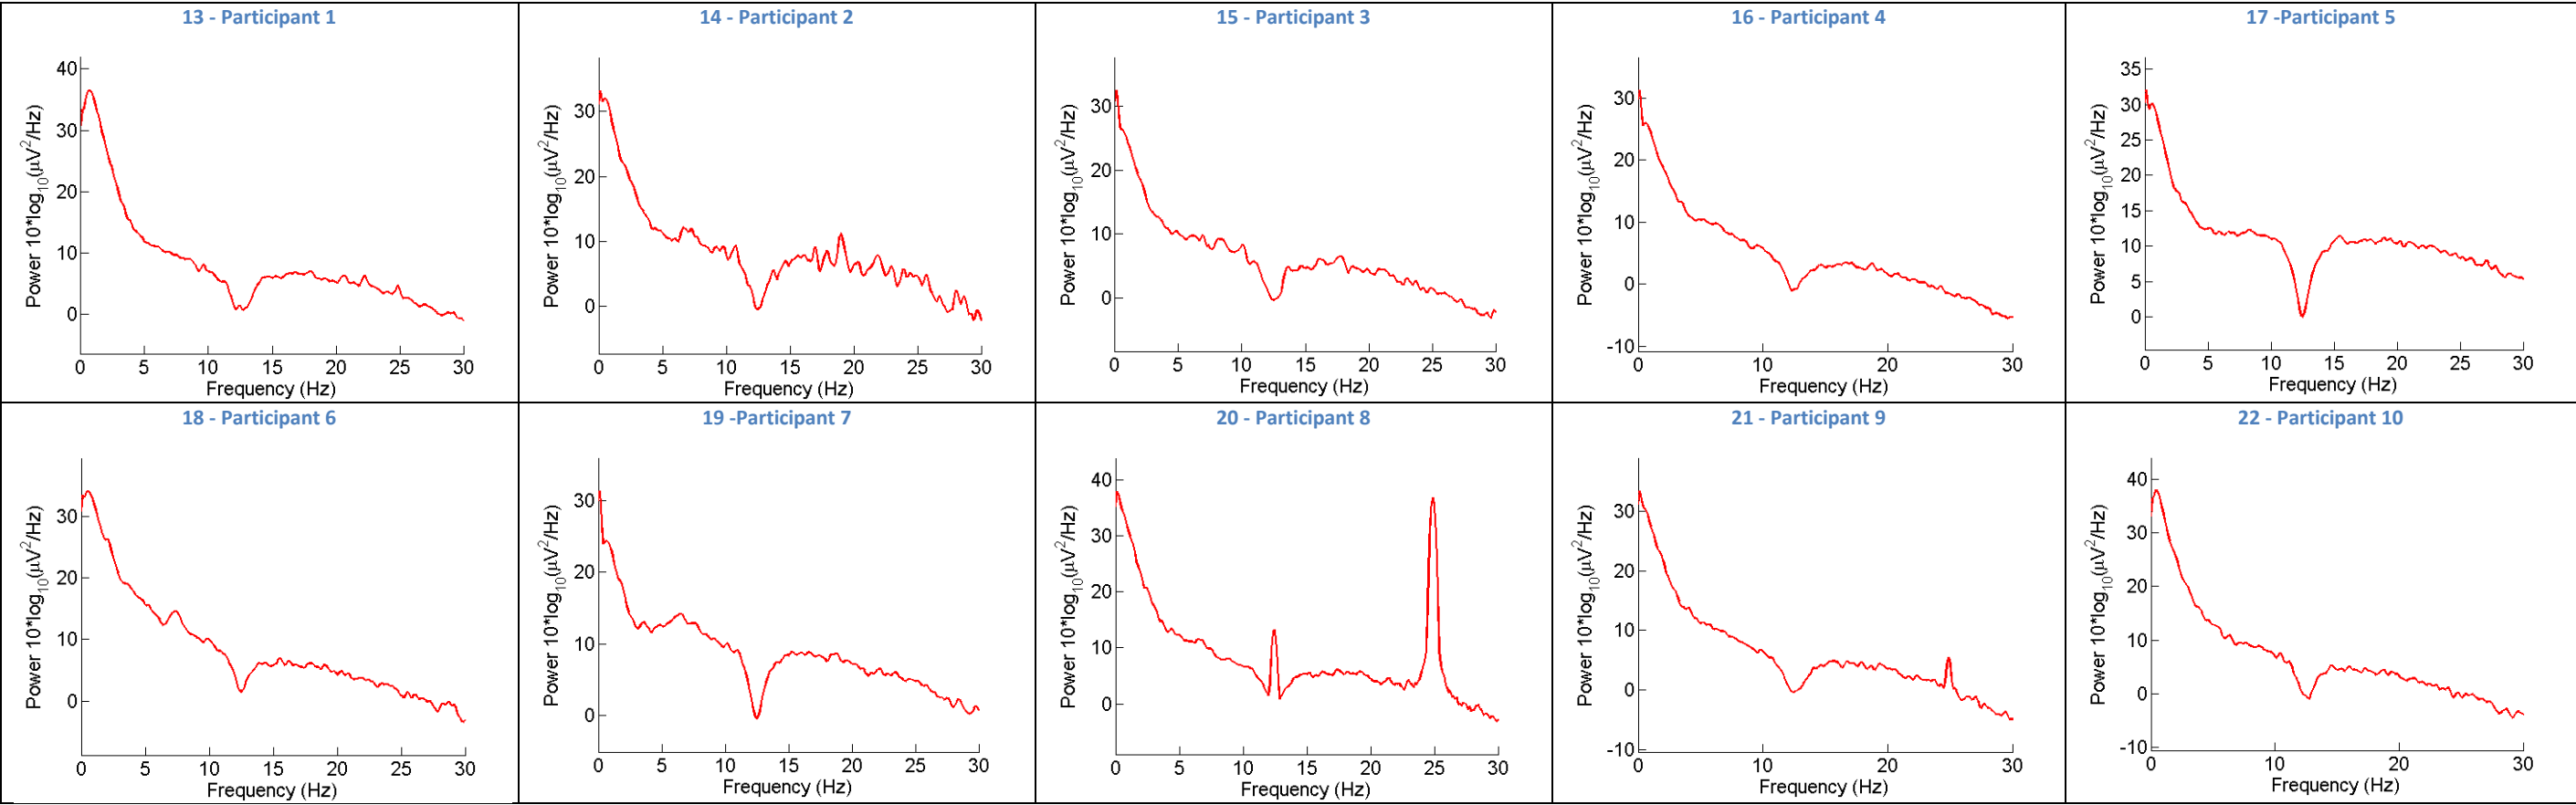 13 - Participant 1
40
30
20
10
0
0 5 10 15 20 25 30
Power 10*log10(μV2/Hz)
Frequency (Hz)
14 - Participant 2
30
20
10
0
0 5 10 15 20 25 30
Power 10*log10(μV2/Hz)
Frequency (Hz)
15 - Participant 3
30
20
10
0
0 5 10 15 20 25 30
Power 10*log10(μV2/Hz)
Frequency (Hz)
16 - Participant 4
30
20
10
0
-10
0 10 20 30
Power 10*log10(μV2/Hz)
Frequency (Hz)
17 -Participant 5
35
30
25
20
15
10
5
0
0 5 10 15 20 25 30
Power 10*log10(μV2/Hz)
Frequency (Hz)
18 - Participant 6
30
20
10
0
0 5 10 15 20 25 30
Power 10*log10(μV2/Hz)
Frequency (Hz)
19 -Participant 7
30
20
10
0
0 5 10 15 20 25 30
Power 10*log10(μV2/Hz)
Frequency (Hz)
20 - Participant 8
40
30
20
10
0
0 5 10 15 20 25 30
Power 10*log10(μV2/Hz)
Frequency (Hz)
21 - Participant 9
30
20
10
0
-10
0 10 20 30
Power 10*log10(μV2/Hz)
Frequency (Hz)
22 - Participant 10
40
30
20
10
0
-10
0 10 20 30
Power 10*log10(μV2/Hz)
Frequency (Hz)